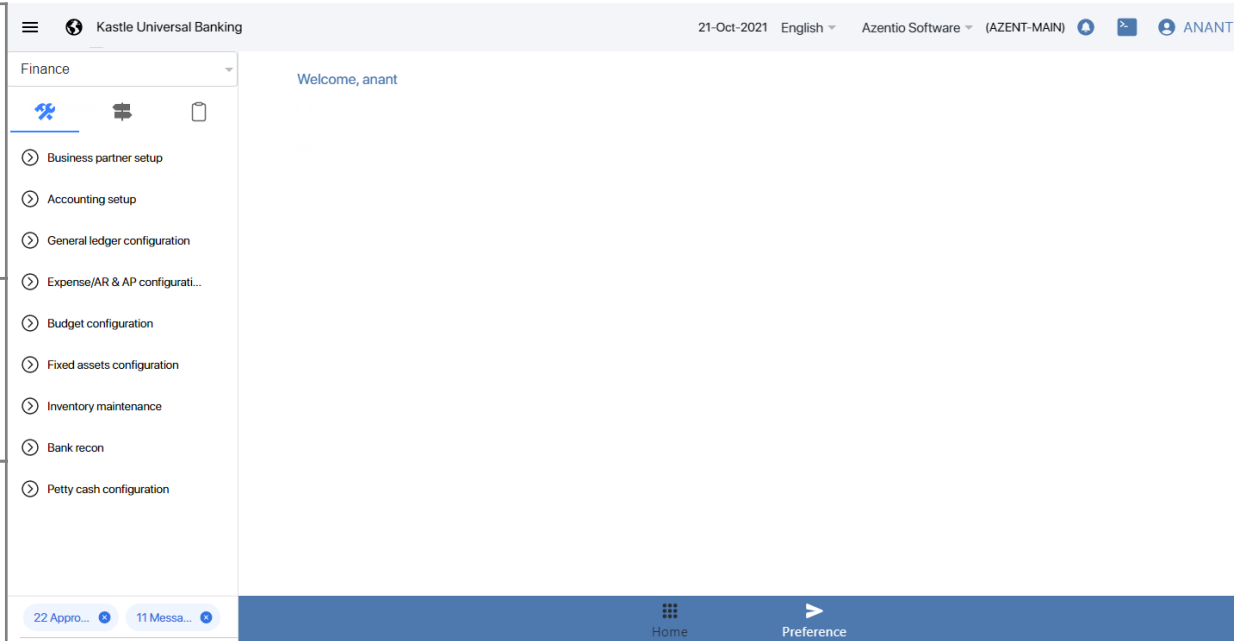 Kastle Universal Banking 21-Oct-2021 English Azentio Software (AZENT-MAIN) ANANT
Finance
Welcome, anant
Business partner setup
Accounting setup
General ledger configuration
Expense/AR & AP configurati...
Budget configuration
Fixed assets configuration
Inventory maintenance
Bank recon
Petty cash configuration
22 Appro... 11 Messa...
Home Preference